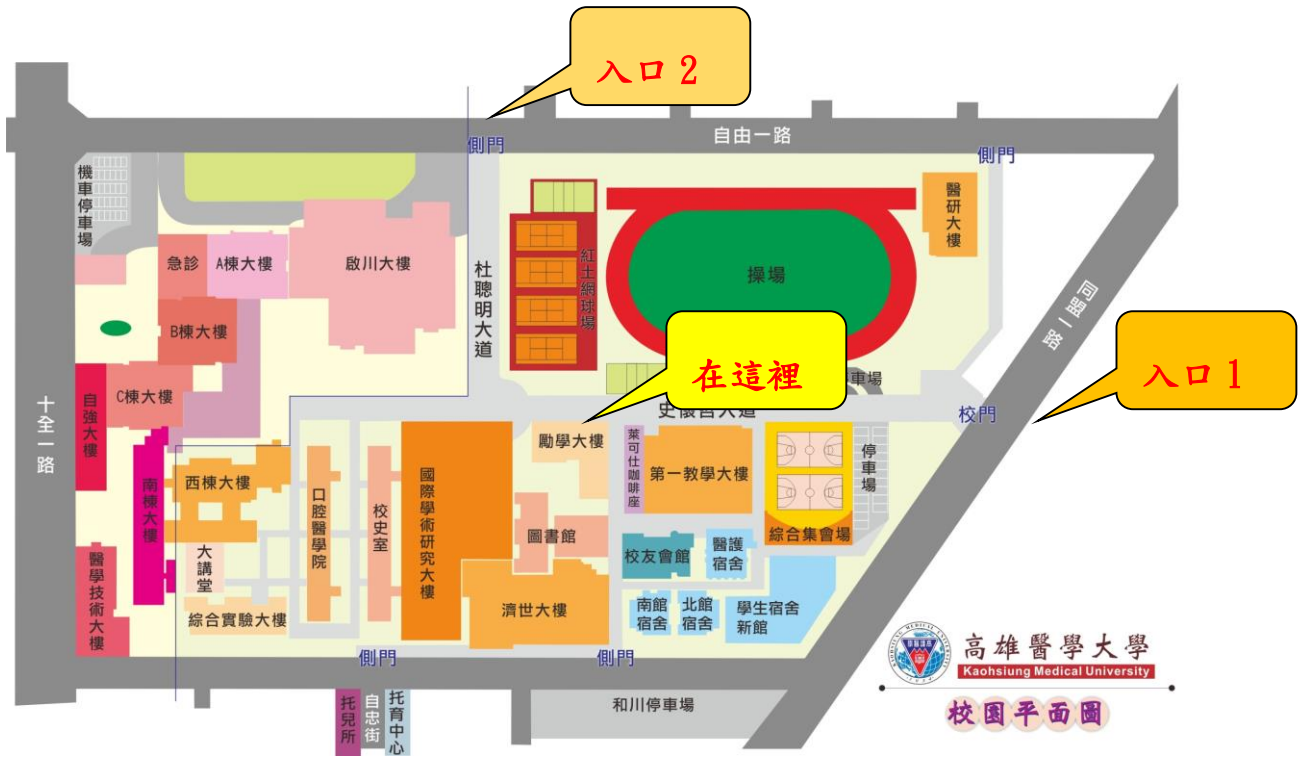 入口 2
自由一路
側門
側門
機車停車場
醫研大樓
急診
A棟大樓
啟川大樓
杜聰明大道
紅土網球場
操場
同盟一路
B棟大樓
在這裡
入口 1
C棟大樓
自強大樓
十全一路
車場
史懷哲大道
校門
南棟大樓
西棟大樓
口腔醫學院
校史室
國際學術研究大樓
勵學大樓
萊可仕咖啡座
第一教學大樓
停車場
圖書館
綜合集會場
大講堂
校友會館
醫護
宿舍
醫學技術大樓
綜合實驗大樓
濟世大樓
南館
宿舍
北館
宿舍
學生宿舍
新館
側門
側門
高雄醫學大學
Kaohsiung Medical University
托兒所
自忠街
托育中心
和川停車場
校園平面圖